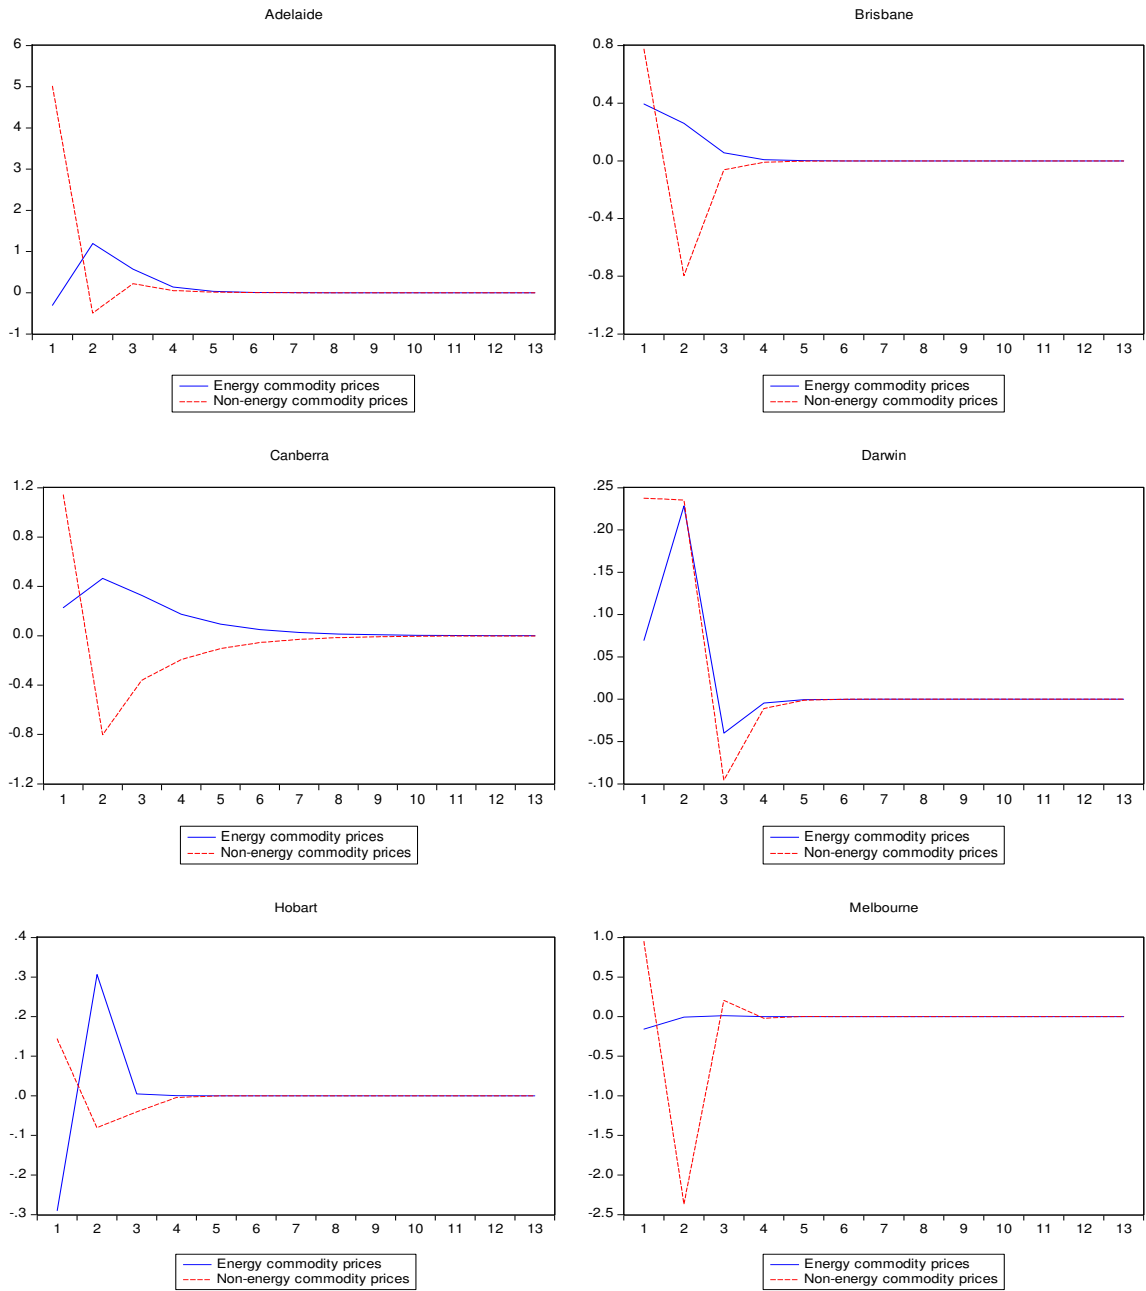 Adelaide
6
5
4
3
2
1
0
-1
1 2 3 4 5 6 7 8 9 10 11 12 13
Energy commodity prices
Non-energy commodity prices
Brisbane
0.8
0.4
0.0
-0.4
-0.8
-1.2
1 2 3 4 5 6 7 8 9 10 11 12 13
Energy commodity prices
Non-energy commodity prices
Canberra
1.2
0.8
0.4
0.0
-0.4
-0.8
-1.2
1 2 3 4 5 6 7 8 9 10 11 12 13
Energy commodity prices
Non-energy commodity prices
Darwin
.25
.20
.15
.10
.05
.00
-.05
-.10
1 2 3 4 5 6 7 8 9 10 11 12 13
Energy commodity prices
Non-energy commodity prices
Hobart
.4
.3
.2
.1
.0
-.1
-.2
-.3
1 2 3 4 5 6 7 8 9 10 11 12 13
Energy commodity prices
Non-energy commodity prices
Melbourne
1.0
0.5
0.0
-0.5
-1.0
-1.5
-2.0
-2.5
1 2 3 4 5 6 7 8 9 10 11 12 13
Energy commodity prices
Non-energy commodity prices